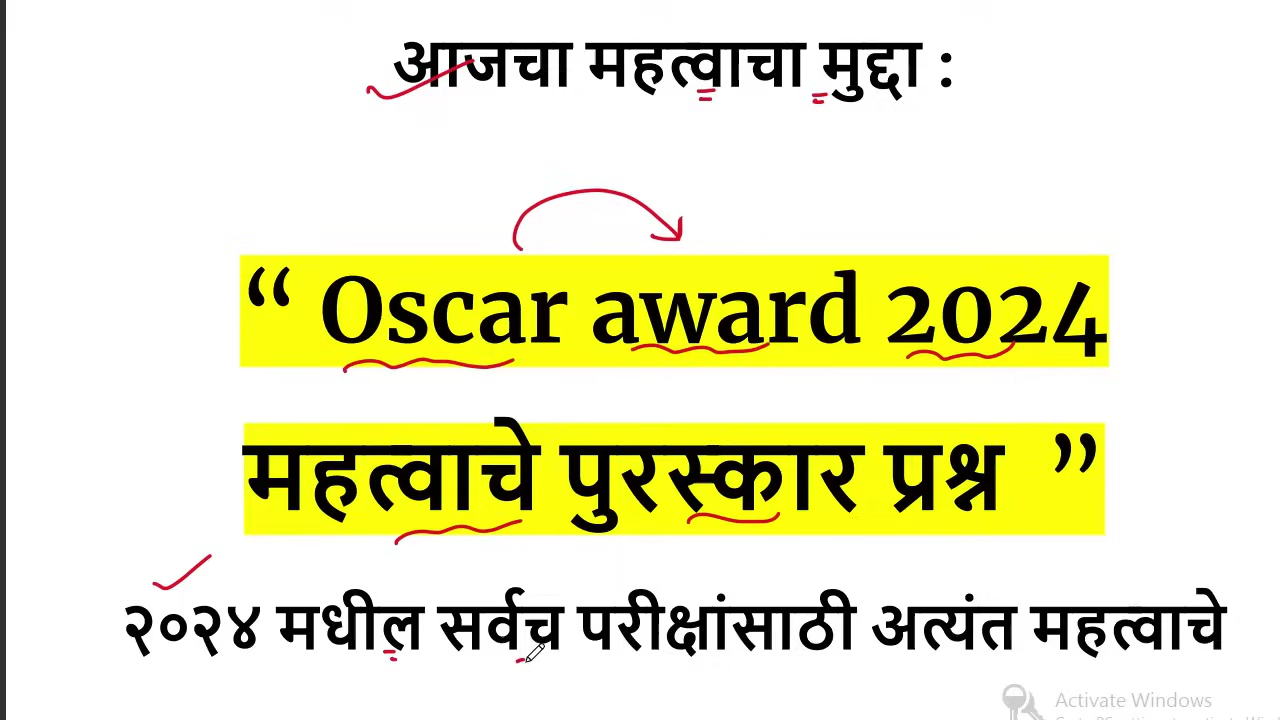 आजचा महत्वाचा मुद्दा :
“ Oscar award 2024
महत्वाचे पुरस्कार प्रश्न ”
२०२४ मधील सर्वच परीक्षांसाठी अत्यंत महत्वाचे
Activate Windows